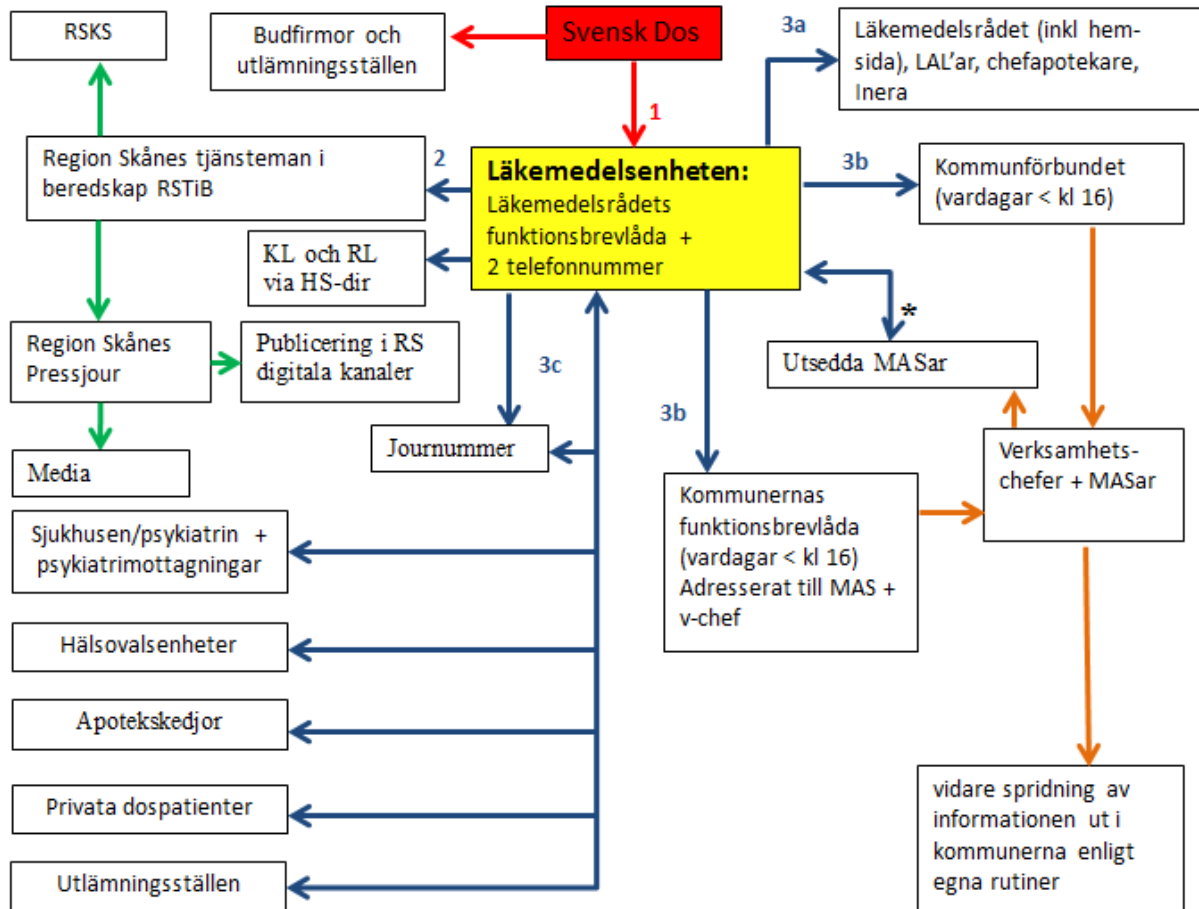 RSKS
Budfirmor och
utlämningsställen
Svensk Dos
3a
Läkemedelsrådet (inkl hem-
sida), LAL’ar, chefapotekare,
Inera
1
Region Skånes tjänsteman i
beredskap RSTiB
2
Läkemedelsenheten:
Läkemedelsrådets
funktionsbrevlåda +
2 telefonnummer
3b
Kommunförbundet
(vardagar < kl 16)
KL och RL
via HS-dir
*
Region Skånes
Pressjour
Publicering i RS
digitala kanaler
3c
Utsedda MASar
3b
Journummer
Media
Verksamhets-
chefer + MASar
Kommunernas
funktionsbrevlåda
(vardagar < kl 16)
Adresserat till MAS +
v-chef
Sjukhusen/psykiatrin +
psykiatrimottagningar
Hälsovalsenheter
Apotekskedjor
Privata dospatienter
Utlämningsställen
vidare spridning av
informationen ut i
kommunerna enligt
egna rutiner